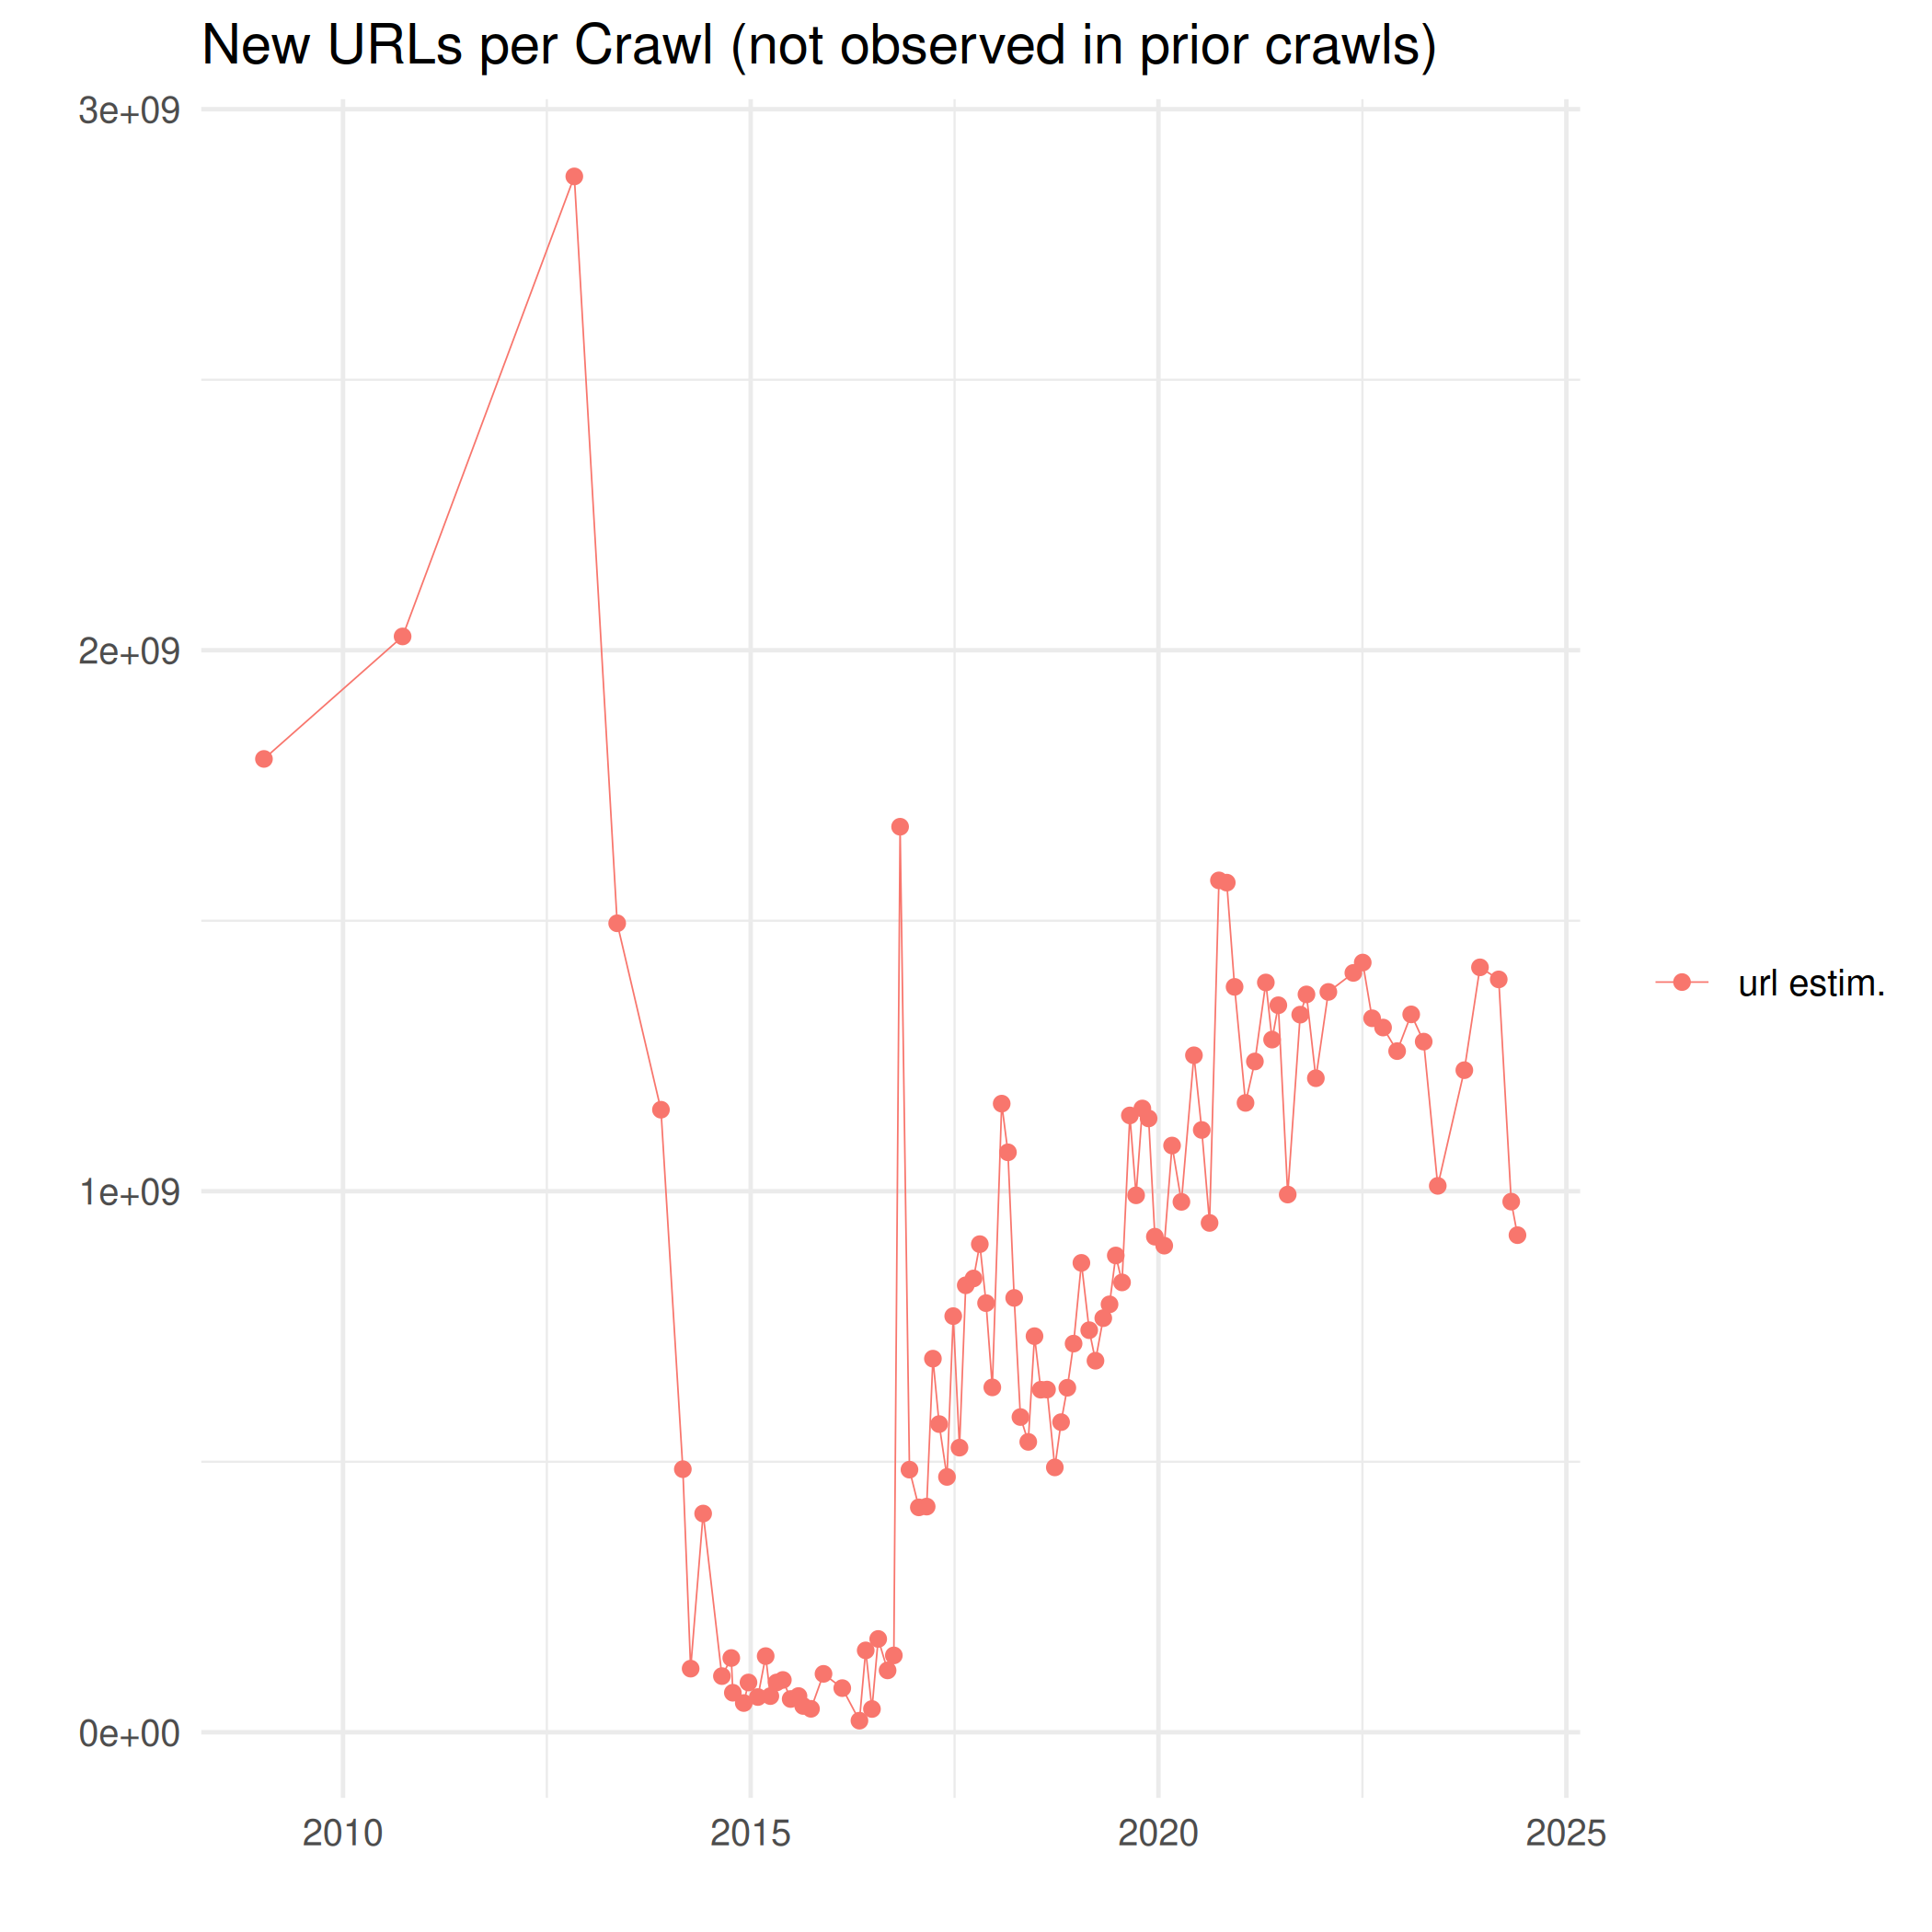 New URLs per Crawl (not observed in prior crawls)
3e+09
2e+09
1e+09
0e+00
2010 2015 2020 2025
url estim.